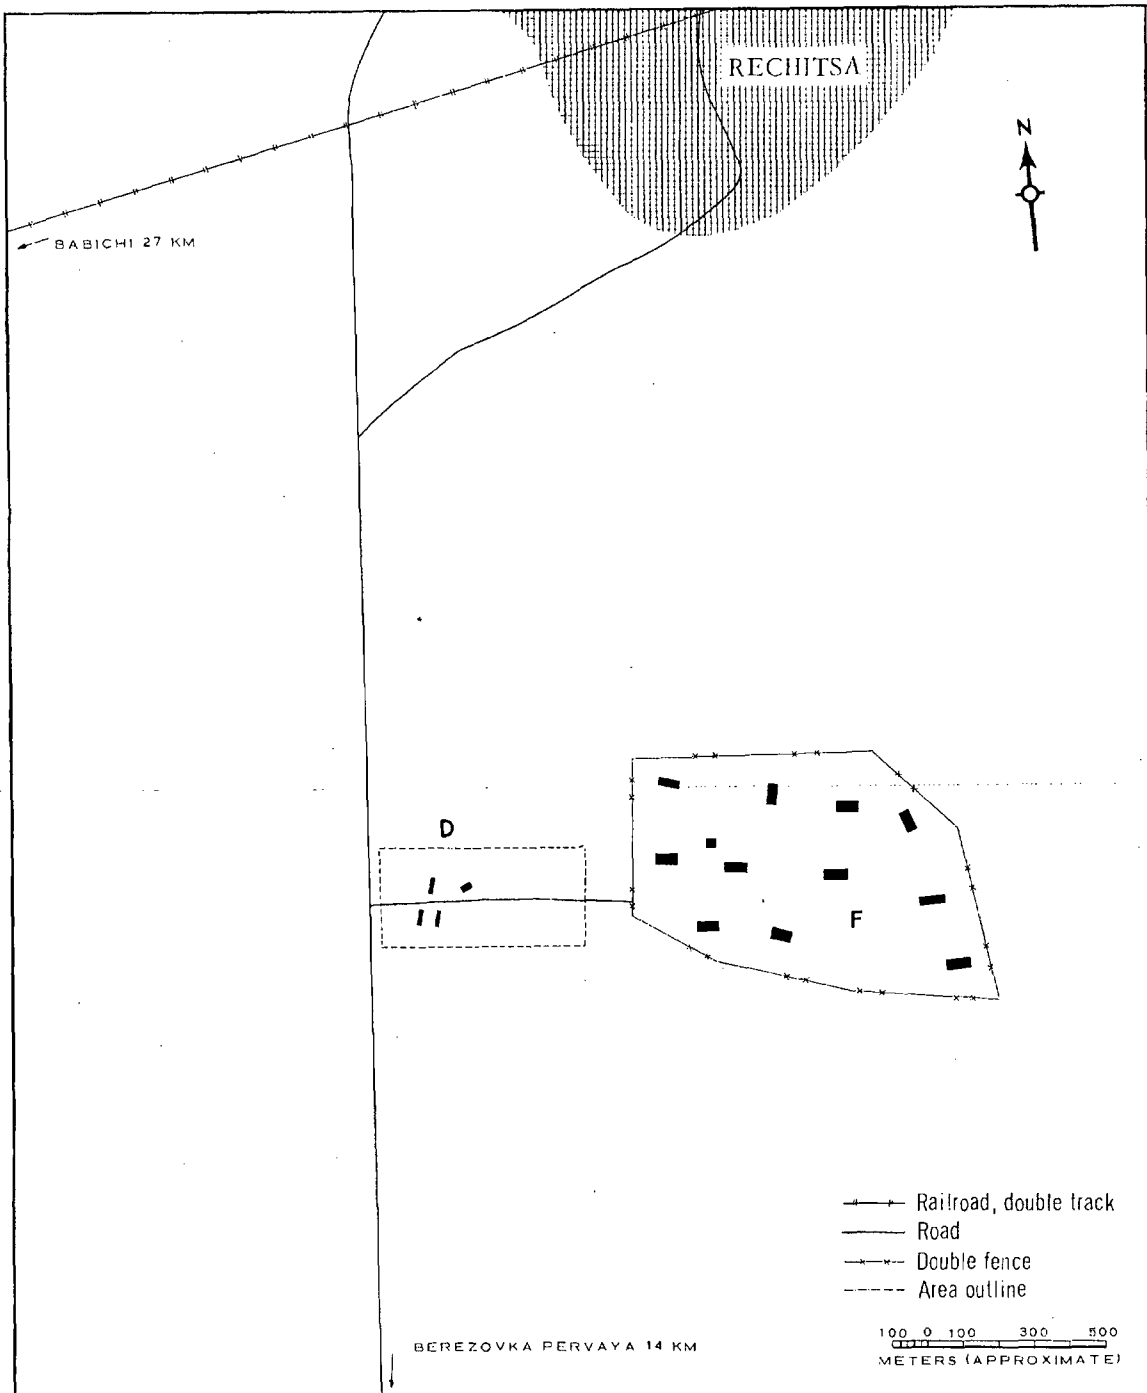 RECHITSA
N
BABICHI 27 KM
D
F
Railroad, double track
Road
Double fence
Area outline
100 0 100 300 500
METERS (APPROXIMATE)
BEREZOVKA PERVAYA 14 KM